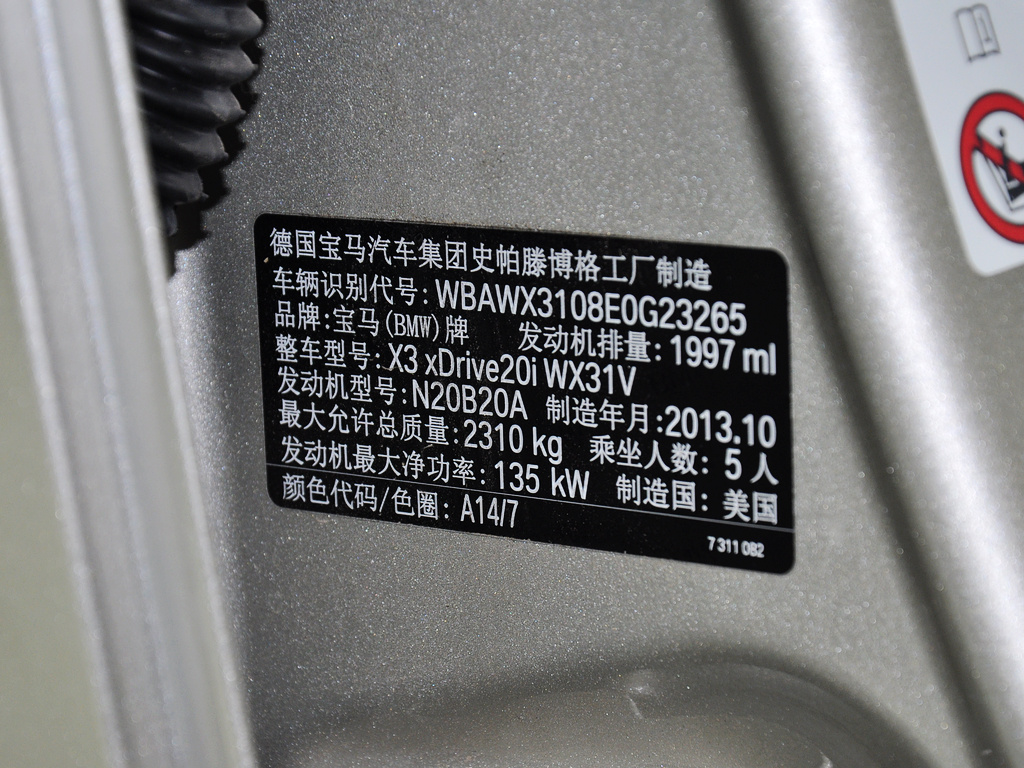 德国宝马汽车集团史帕滕博格工厂制造
车辆识别代号: WBAWX3108E0G23265
品牌:宝马(BMW)牌 发动机排量: 1997 ml
整车型号: X3 xDrive20i WX31V
发动机型号: N20B20A 制造年月:2013.10
最大允许总质量: 2310 kg 乘坐人数: 5 人
发动机最大净功率: 135 kW 制造国: 美国
颜色代码/色圈: A14/7
7 311 082